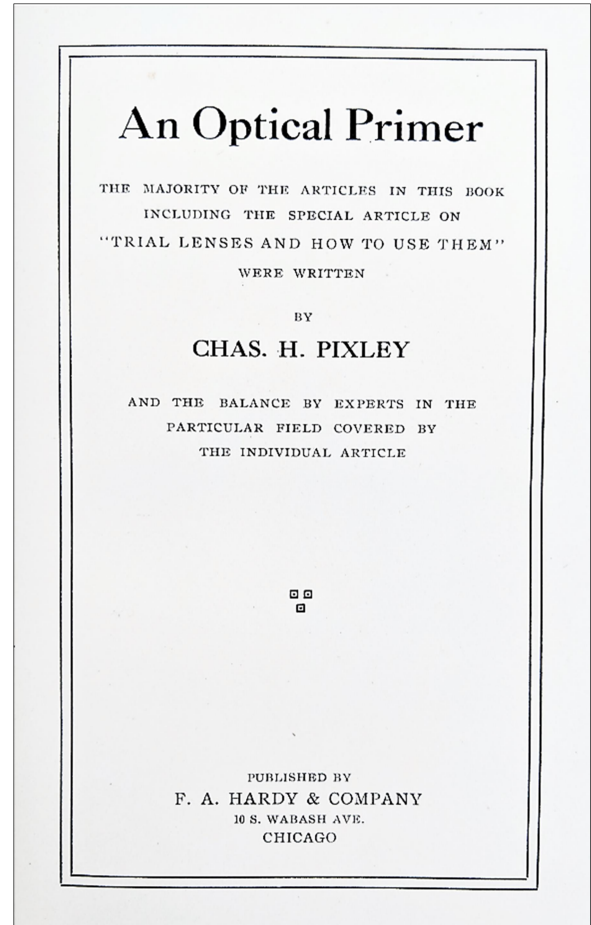 An Optical Primer
THE MAJORITY OF THE ARTICLES IN THIS BOOK
INCLUDING THE SPECIAL ARTICLE ON
"TRIAL LENSES AND HOW TO USE THEM"
WERE WRITTEN
BY
CHAS. H. PIXLEY
AND THE BALANCE BY EXPERTS IN THE
PARTICULAR FIELD COVERED BY
THE INDIVIDUAL ARTICLE
PUBLISHED BY
F. A. HARDY & COMPANY
10 S. WABASH AVE.
CHICAGO